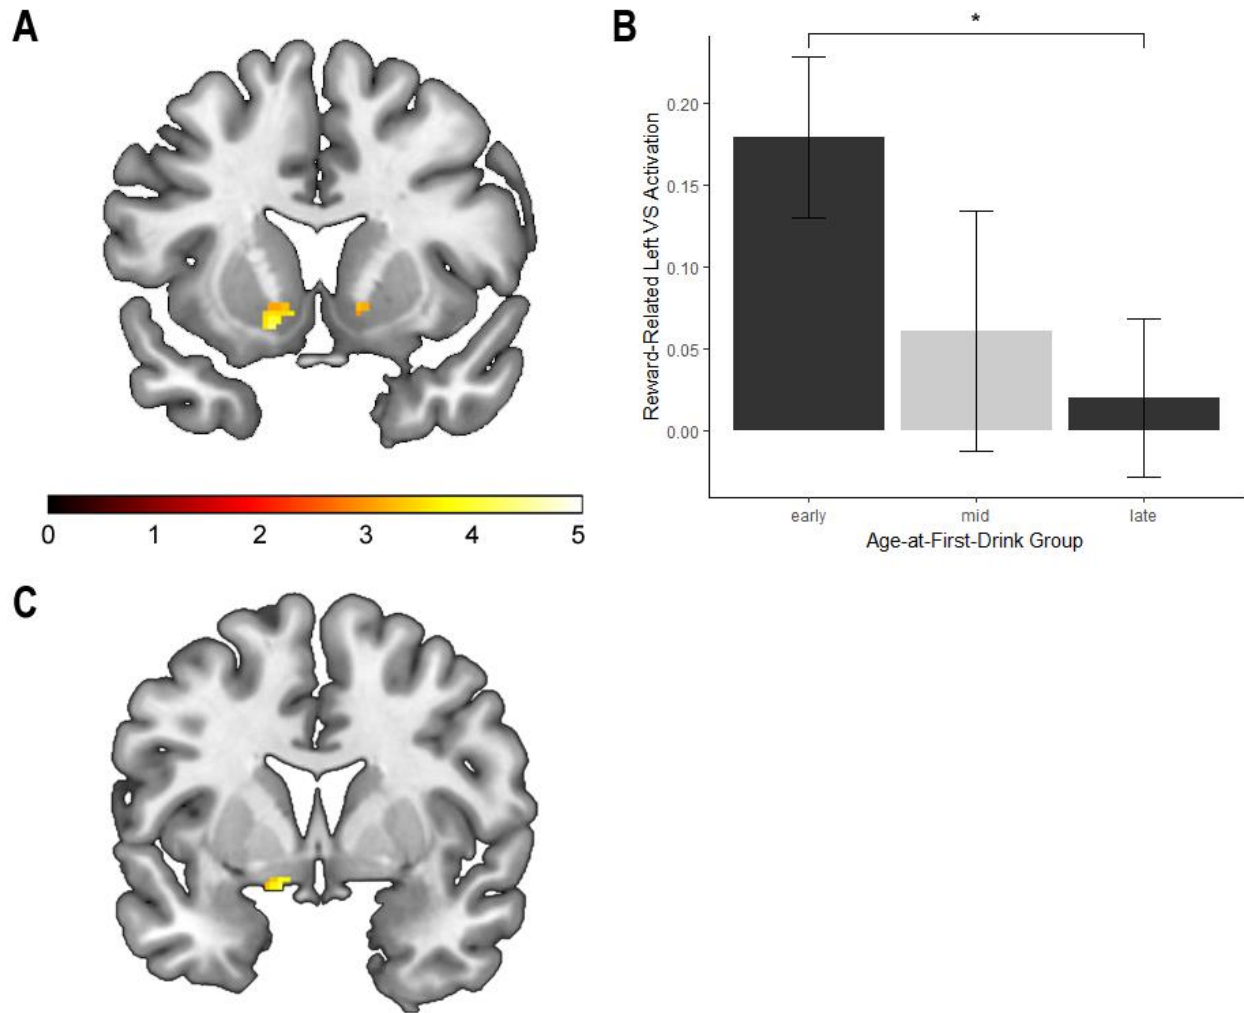 A
0 1 2 3 4 5
B
*
Reward-Related Left VS Activation
0.20
0.15
0.10
0.05
0.00
early mid late
Age-at-First-Drink Group
C